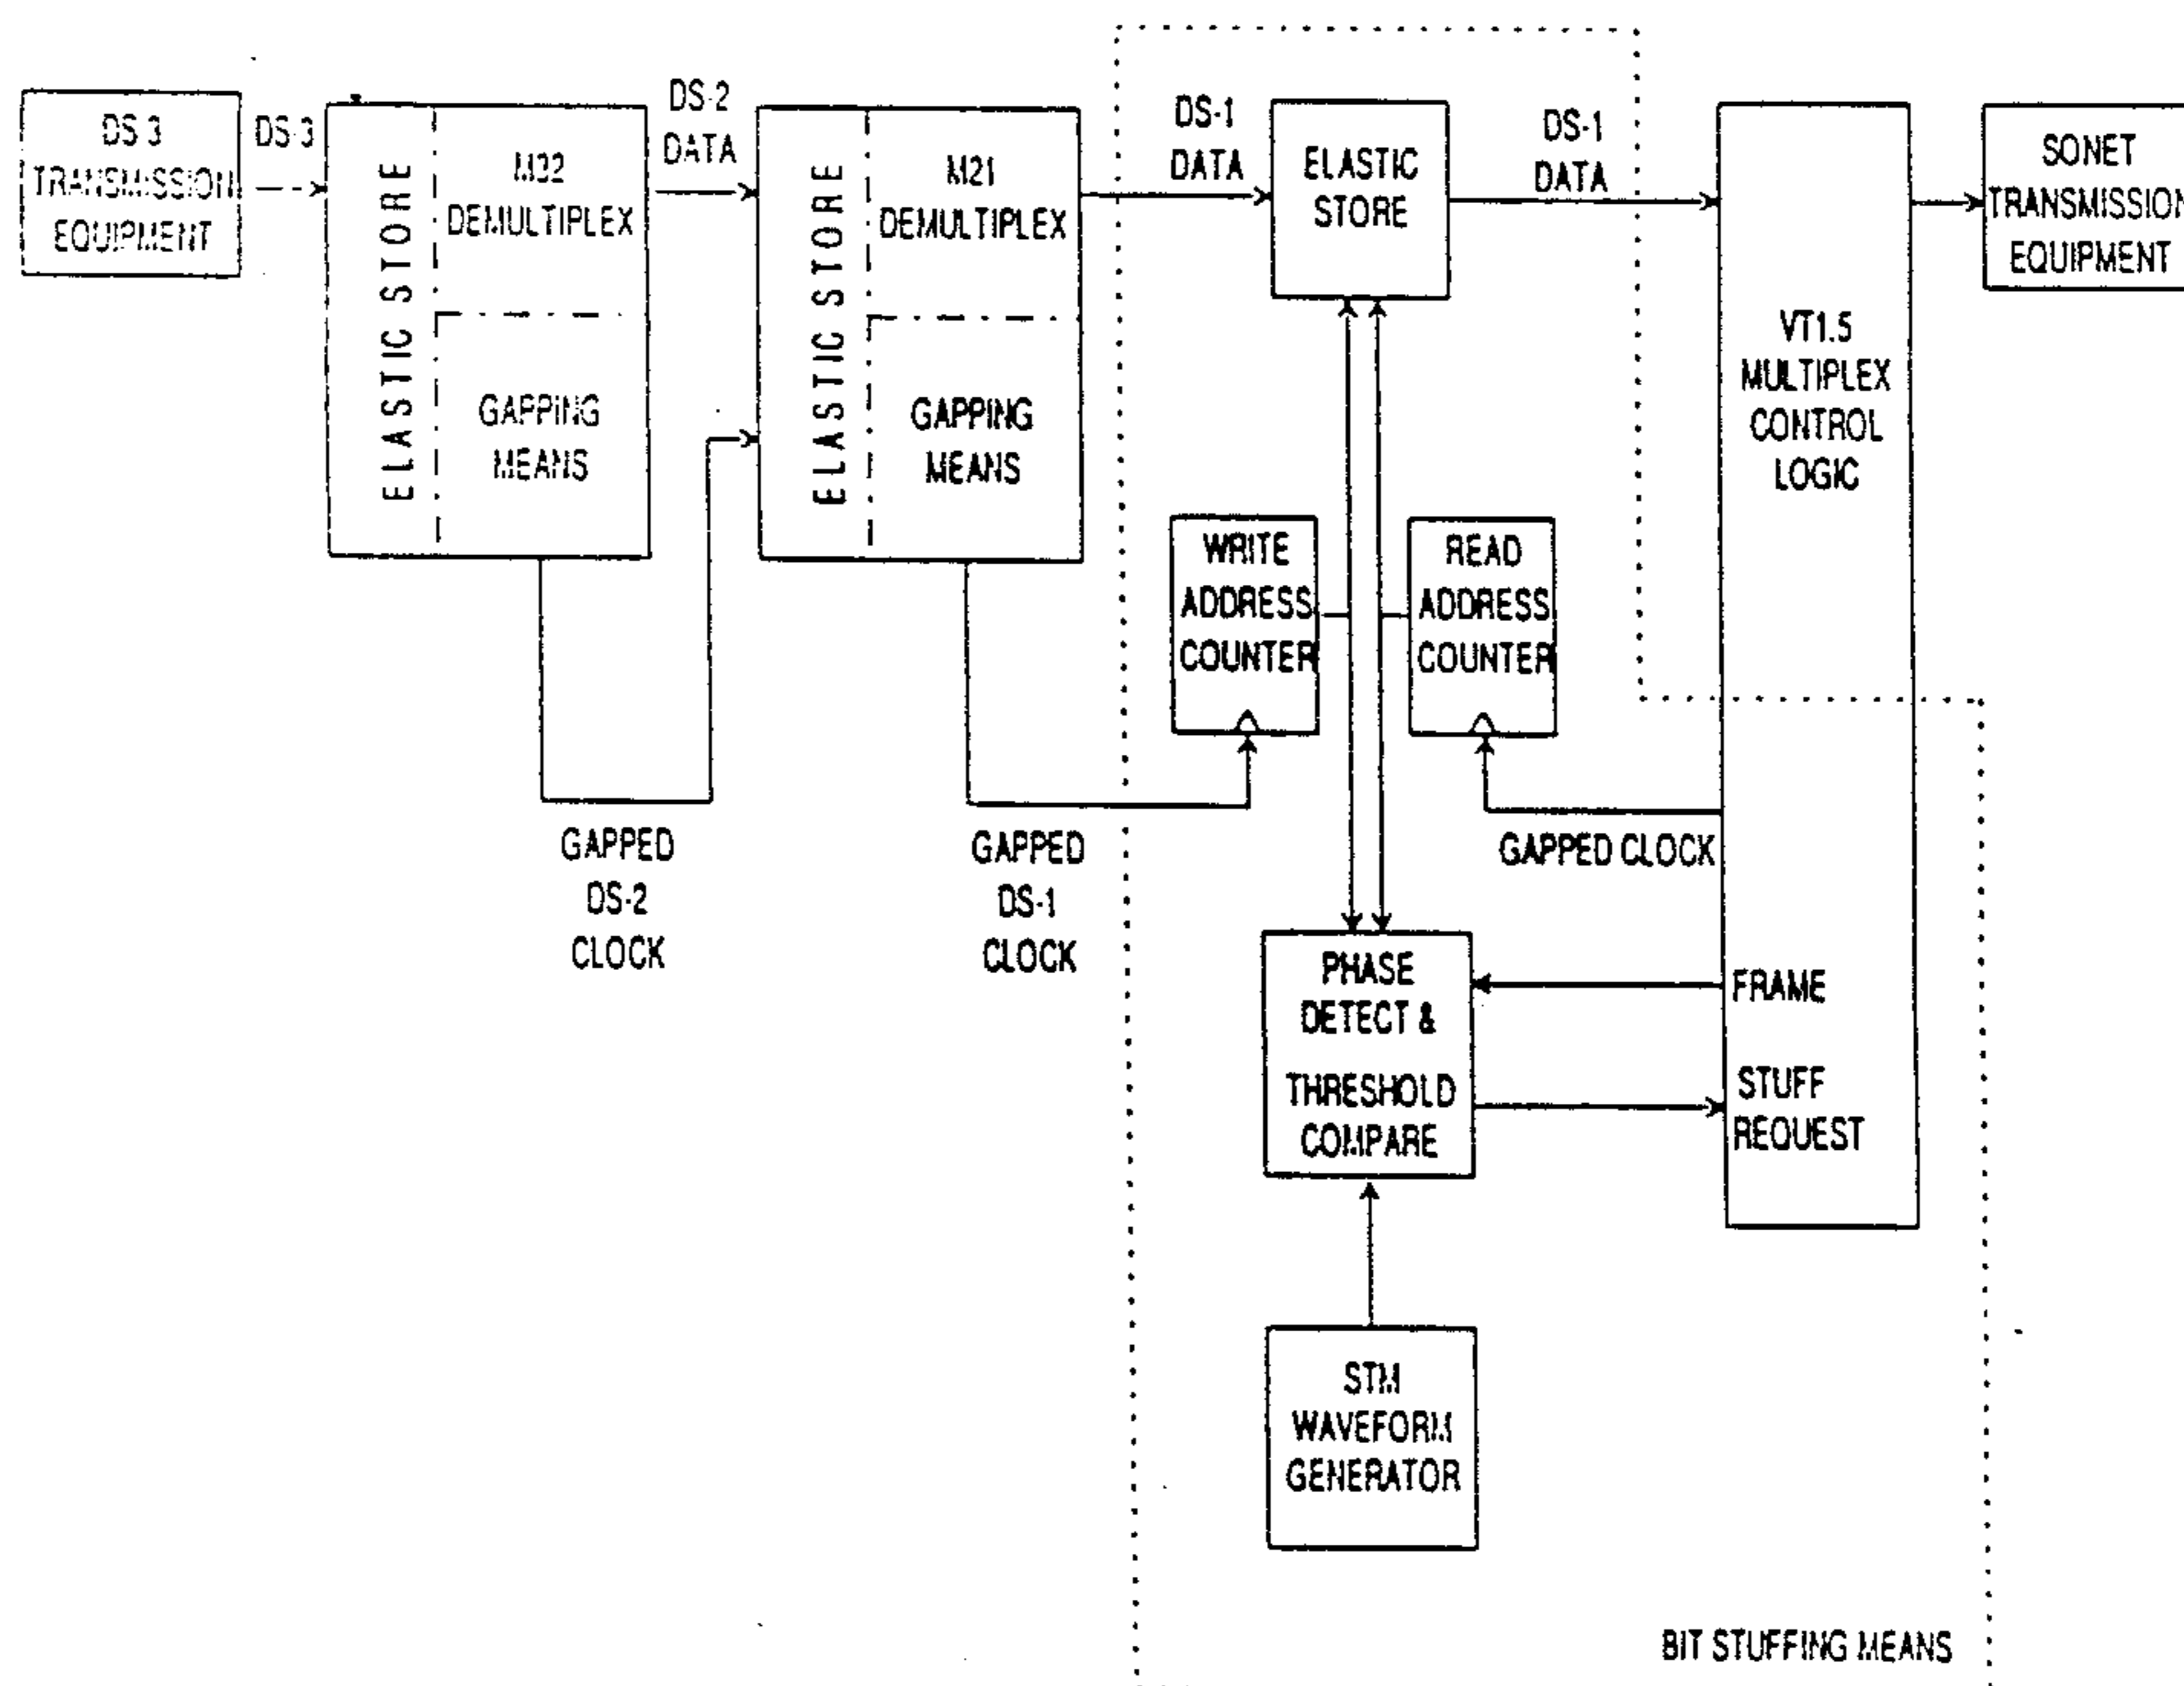 DS-3
TRANSMISSION
EQUIPMENT
DS-3
ELASTIC STORE
M32
DEMULTIPLEX
GAPPING
MEANS
DS-2
DATA
ELASTIC STORE
M21
DEMULTIPLEX
GAPPING
MEANS
DS-1
DATA
ELASTIC
STORE
DS-1
DATA
VT1.5
MULTIPLEX
CONTROL
LOGIC
SONET
TRANSMISSION
EQUIPMENT
WRITE
ADDRESS
COUNTER
READ
ADDRESS
COUNTER
GAPPED
DS-2
CLOCK
GAPPED
DS-1
CLOCK
GAPPED CLOCK
PHASE
DETECT &
THRESHOLD
COMPARE
FRAME
STUFF
REQUEST
STM
WAVEFORM
GENERATOR
BIT STUFFING MEANS